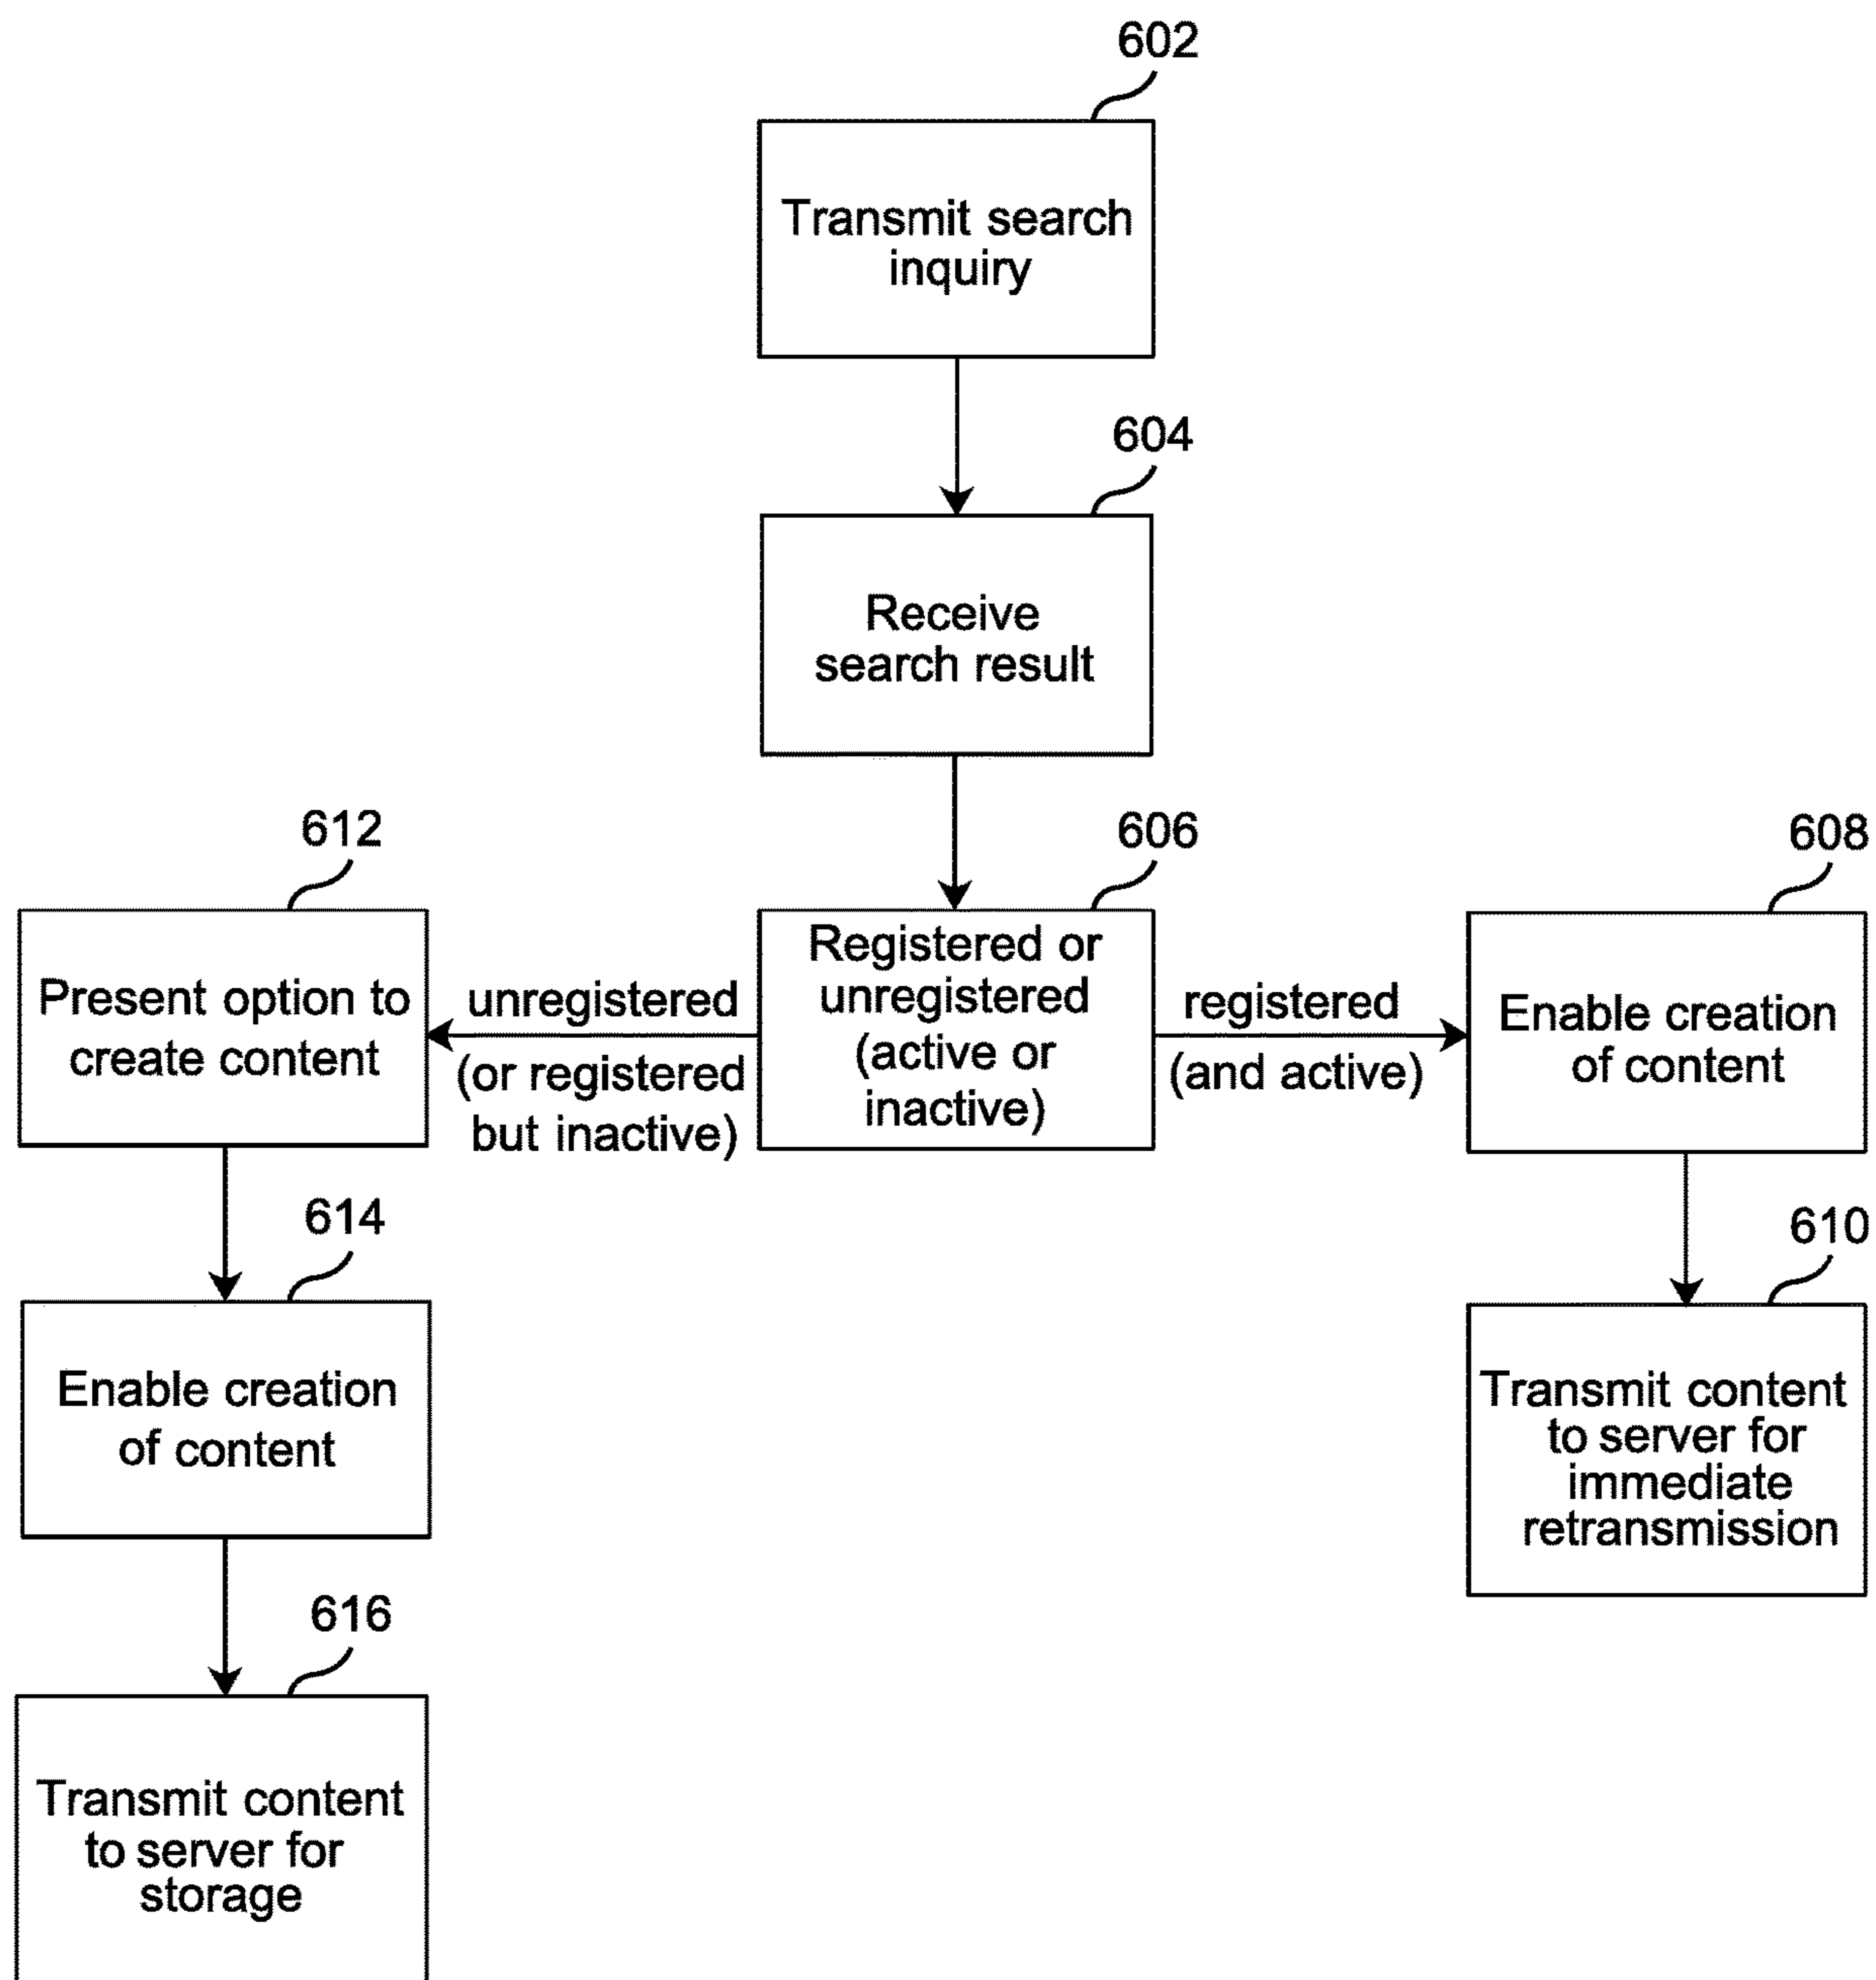 602
Transmit search
inquiry
604
Receive
search result
606
Registered or
unregistered
(active or
inactive)
612
Present option to
create content
unregistered
(or registered
but inactive)
registered
(and active)
608
Enable creation
of content
614
Enable creation
of content
610
Transmit content
to server for
immediate
retransmission
616
Transmit content
to server for
storage